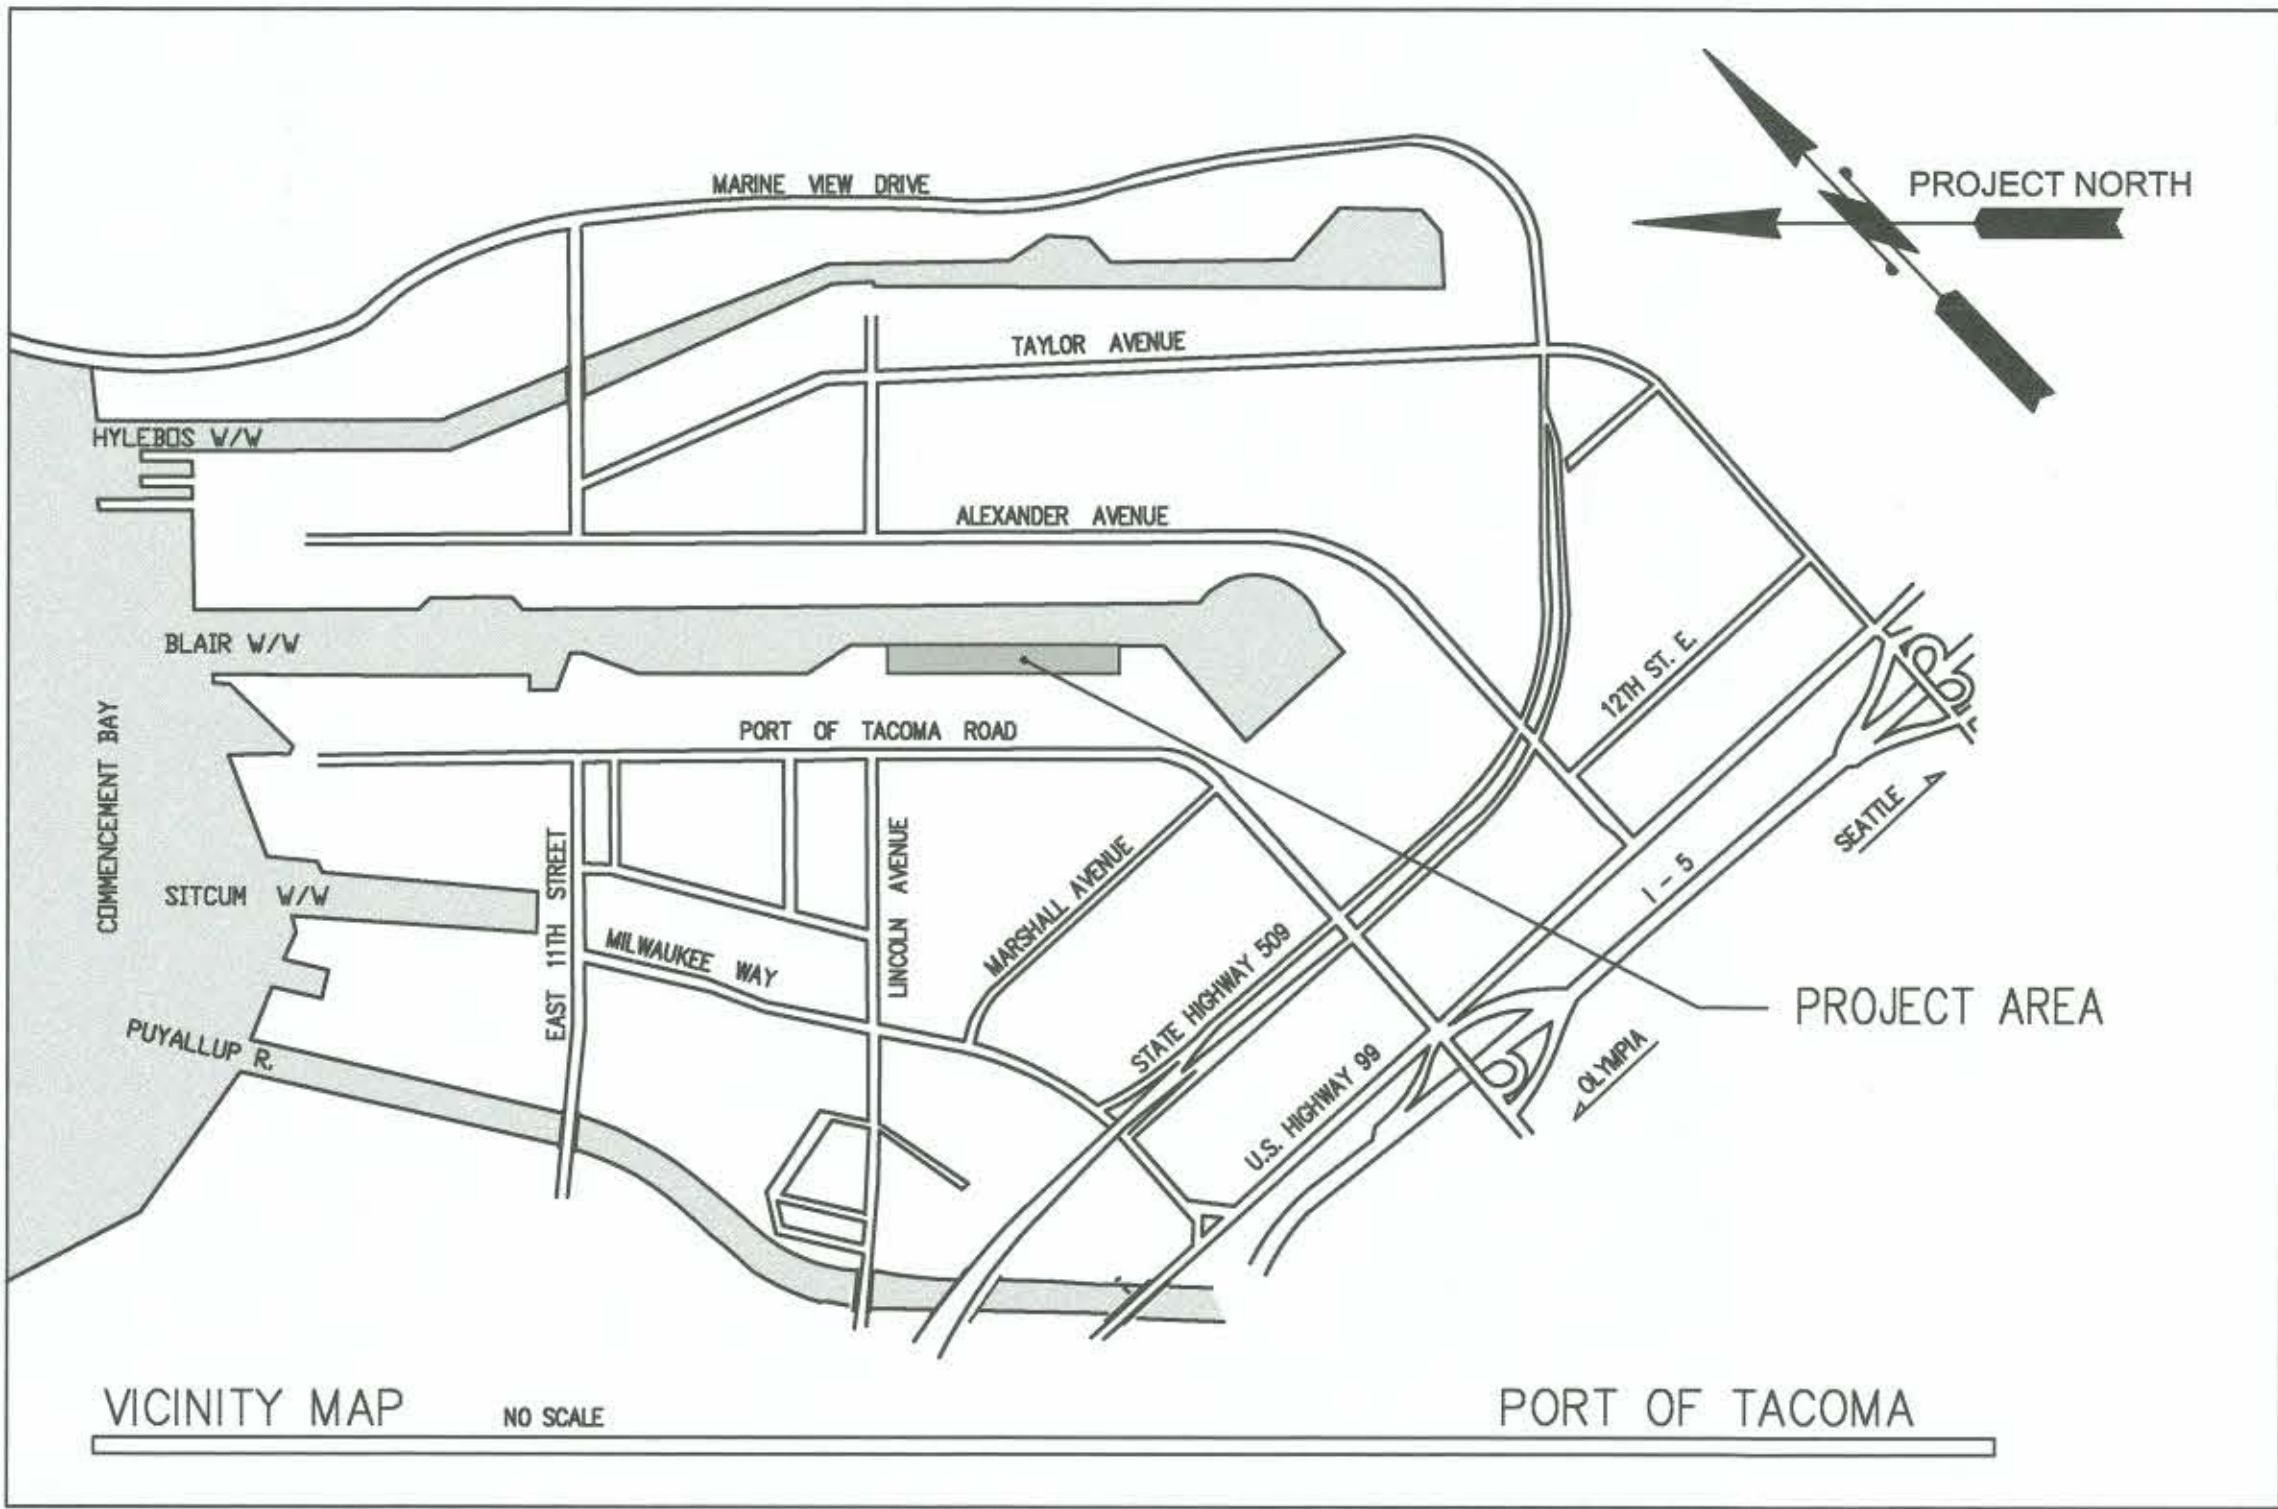 MARINE VIEW DRIVE
PROJECT NORTH
TAYLOR AVENUE
HYLEBOS W/W
ALEXANDER AVENUE
BLAIR W/W
12TH ST. E.
PORT OF TACOMA ROAD
COMMENCEMENT BAY
SEATTLE
EAST 11TH STREET
LINCOLN AVENUE
MARSHALL AVENUE
I - 5
SITCUM W/W
MILWAUKEE WAY
STATE HIGHWAY 509
PROJECT AREA
PUYALLUP R.
U.S. HIGHWAY 99
OLYMPIA
VICINITY MAP
NO SCALE
PORT OF TACOMA